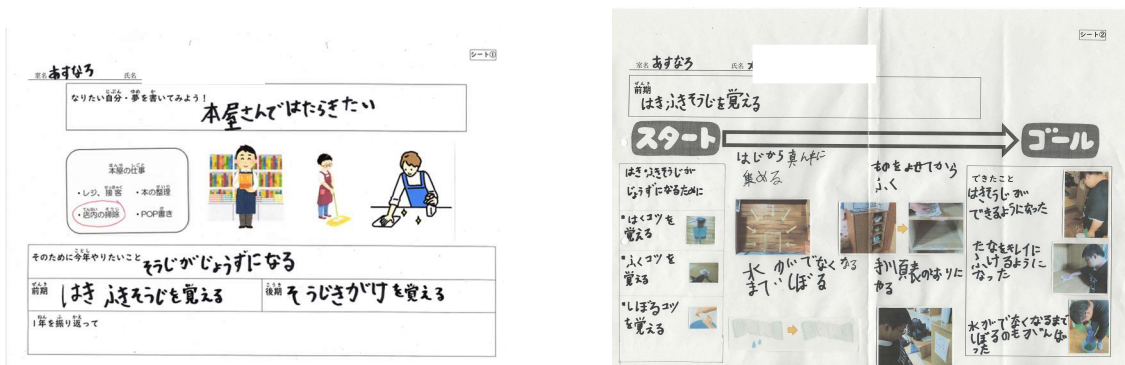 シート①
室名 あすなろ 氏名
なりたい自分・夢を書いてみよう！
本屋さんではたらきたい
本屋の仕事
・レジ、接客 ・本の整理
・店内の掃除 ・POP書き
そのために今年やりたいこと そうじがじょうずになる
前期 はき ふきそうじを覚える
後期 そうじきがけを覚える
1年を振り返って
シート②
室名 あすなろ 氏名
前期
はき,ふきそうじを覚える
スタート
ゴール
はき,ふきそうじが
じょうずになるために
・はくコツを
覚える
・ふくコツを
覚える
・しぼるコツ
を覚える
はじから真ん中に
集める
水がでなくなる
まで、しぼる
ものをよせてから
ふく
手順表のはりに
やる
できたこと
はきそうじが
できるようになった
たなをキレイに
ふけるように
なった
水がでなくなるまで
しぼるのもがんば
った